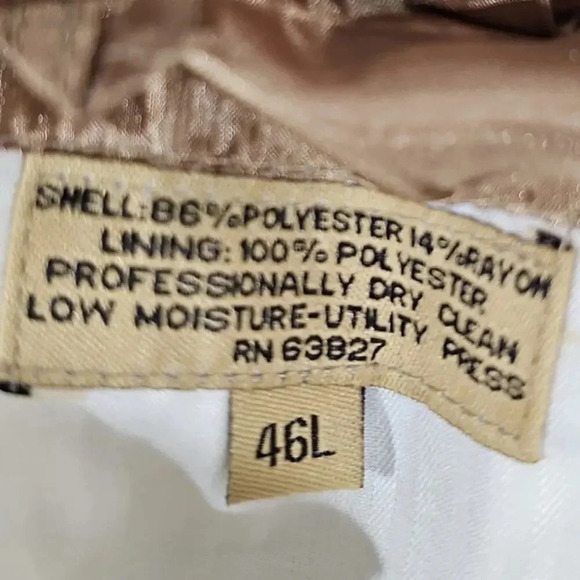 SHELL: 86% POLYESTER 14% RAYON
LINING: 100% POLYESTER
PROFESSIONALLY DRY CLEAN
LOW MOISTURE-UTILITY PRESS
RN 63827
46L